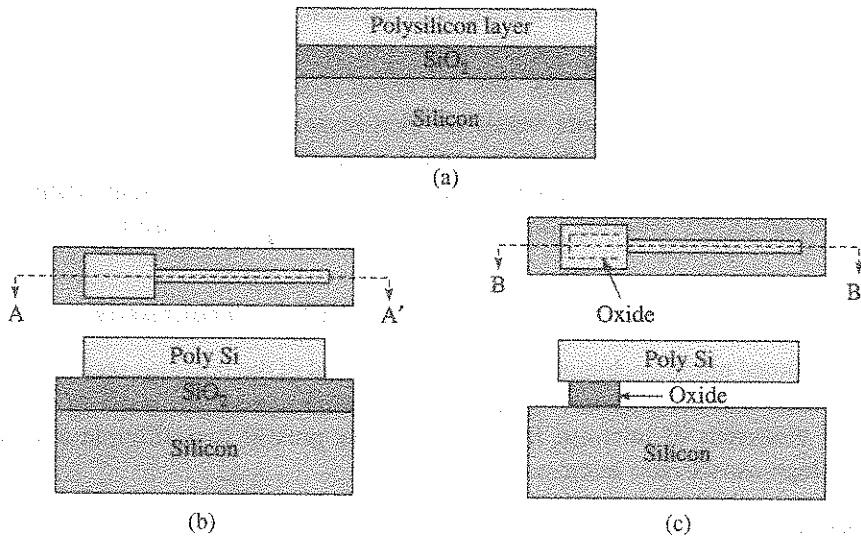 Polysilicon layer
SiO₂
Silicon
(a)
A A'
Poly Si
SiO₂
Silicon
(b)
B B
Oxide
Poly Si
Oxide
Silicon
(c)